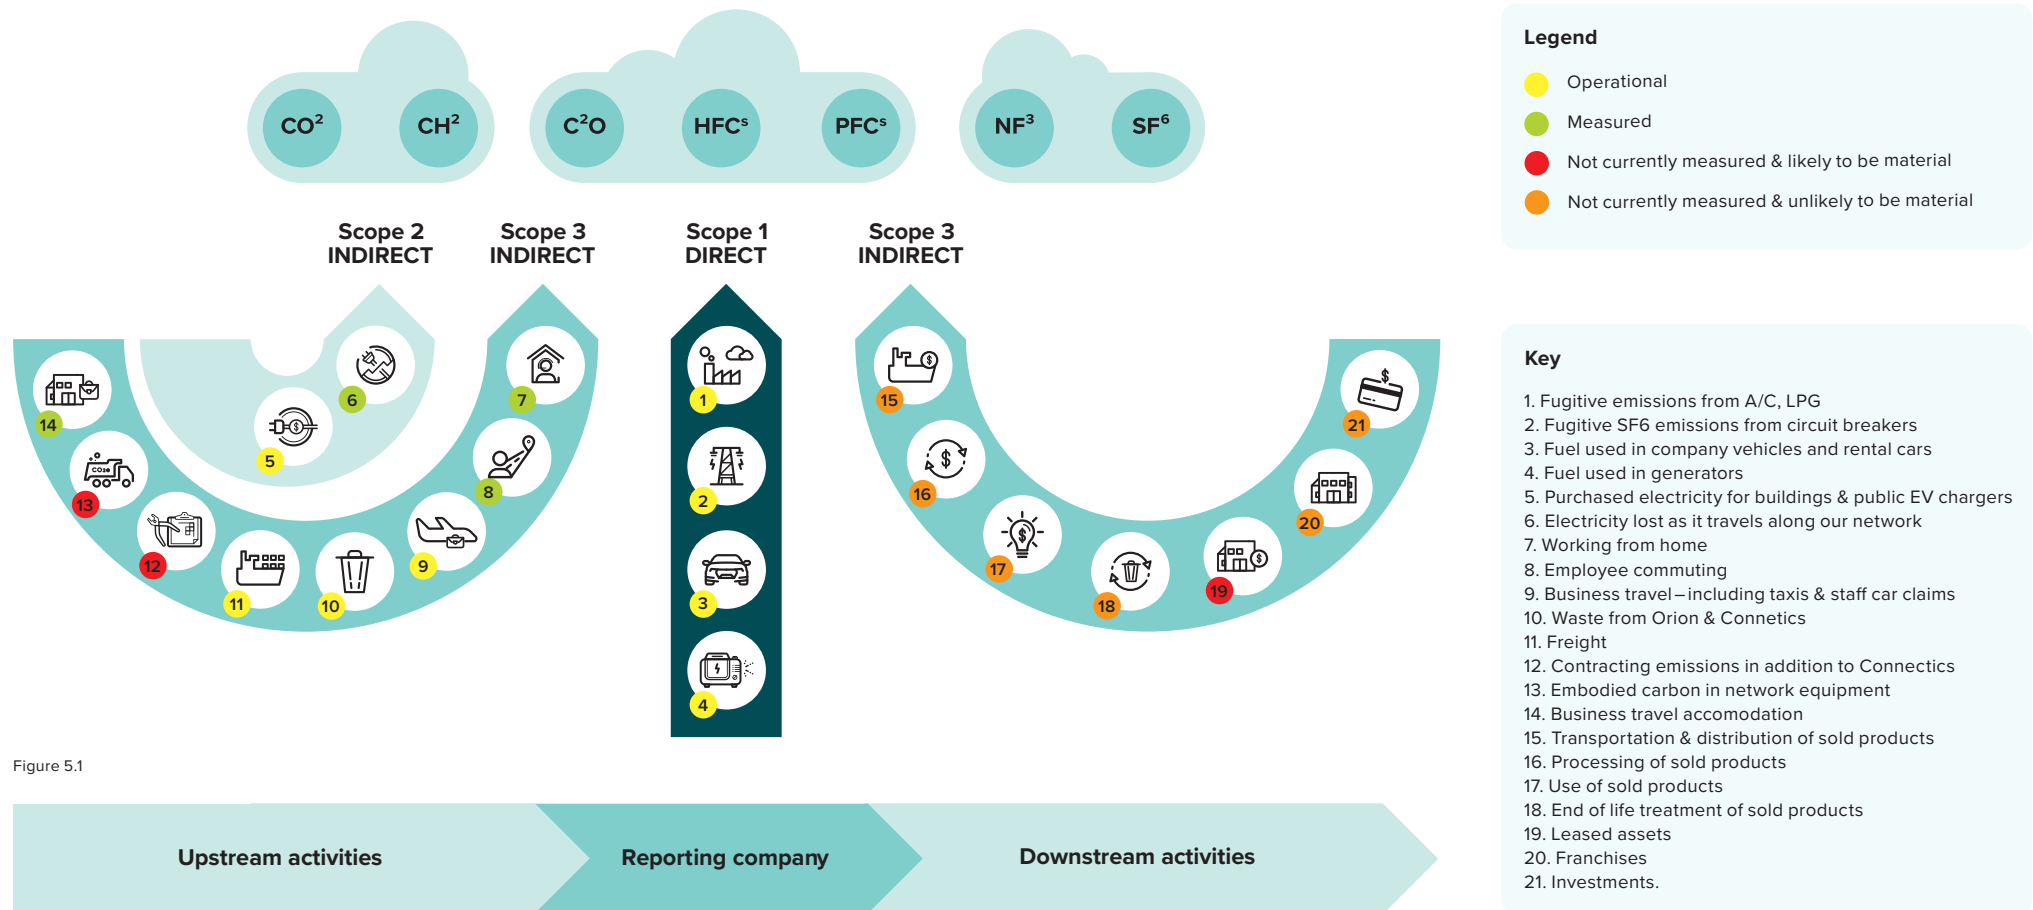 CO² CH² C²O HFCˢ PFCˢ NF³ SF⁶
Scope 2
INDIRECT
Scope 3
INDIRECT
Scope 1
DIRECT
Scope 3
INDIRECT
14
13
CO2e
12
11
10
9
8
7
6
5
1
2
3
4
15
16
17
18
19
20
21
Figure 5.1
Upstream activities
Reporting company
Downstream activities
Legend
Operational
Measured
Not currently measured & likely to be material
Not currently measured & unlikely to be material
Key
1. Fugitive emissions from A/C, LPG
2. Fugitive SF6 emissions from circuit breakers
3. Fuel used in company vehicles and rental cars
4. Fuel used in generators
5. Purchased electricity for buildings & public EV chargers
6. Electricity lost as it travels along our network
7. Working from home
8. Employee commuting
9. Business travel – including taxis & staff car claims
10. Waste from Orion & Connetics
11. Freight
12. Contracting emissions in addition to Connectics
13. Embodied carbon in network equipment
14. Business travel accomodation
15. Transportation & distribution of sold products
16. Processing of sold products
17. Use of sold products
18. End of life treatment of sold products
19. Leased assets
20. Franchises
21. Investments.